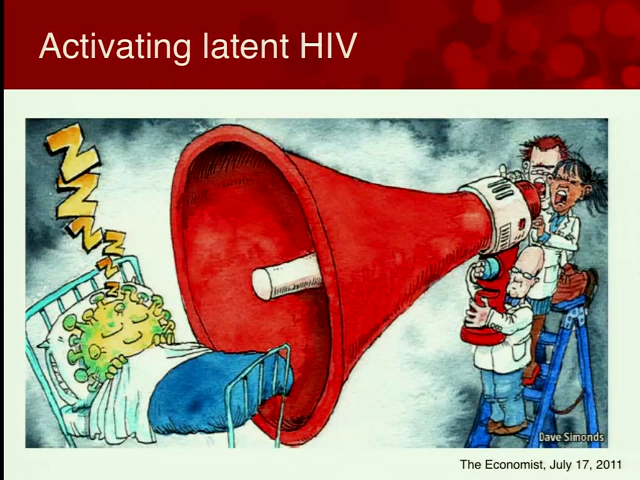 Activating latent HIV
Z
Z
Z
Z
Z
Z
Z
Dave Simonds
The Economist, July 17, 2011